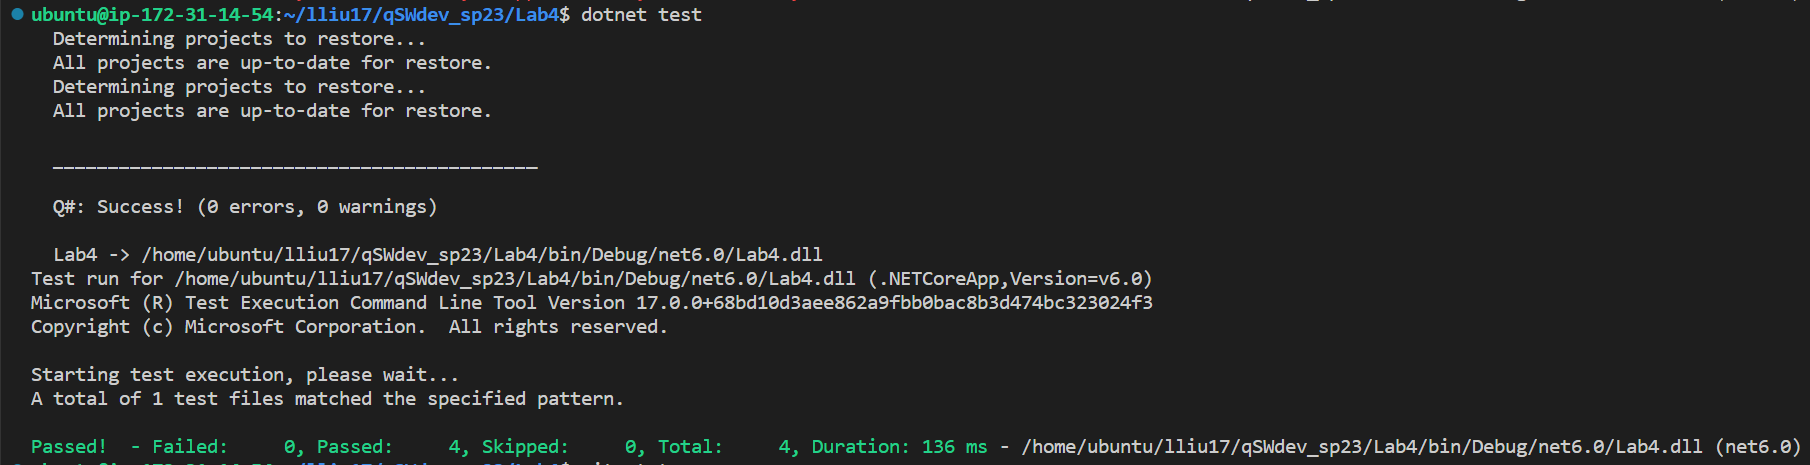 ubuntu@ip-172-31-14-54:~/lliu17/qSWdev_sp23/Lab4$ dotnet test
Determining projects to restore...
All projects are up-to-date for restore.
Determining projects to restore...
All projects are up-to-date for restore.
____________________________________________
Q#: Success! (0 errors, 0 warnings)
Lab4 -> /home/ubuntu/lliu17/qSWdev_sp23/Lab4/bin/Debug/net6.0/Lab4.dll
Test run for /home/ubuntu/lliu17/qSWdev_sp23/Lab4/bin/Debug/net6.0/Lab4.dll (.NETCoreApp,Version=v6.0)
Microsoft (R) Test Execution Command Line Tool Version 17.0.0+68bd10d3aee862a9fbb0bac8b3d474bc323024f3
Copyright (c) Microsoft Corporation.  All rights reserved.
Starting test execution, please wait...
A total of 1 test files matched the specified pattern.
Passed!  - Failed:     0, Passed:     4, Skipped:     0, Total:     4, Duration: 136 ms - /home/ubuntu/lliu17/qSWdev_sp23/Lab4/bin/Debug/net6.0/Lab4.dll (net6.0)